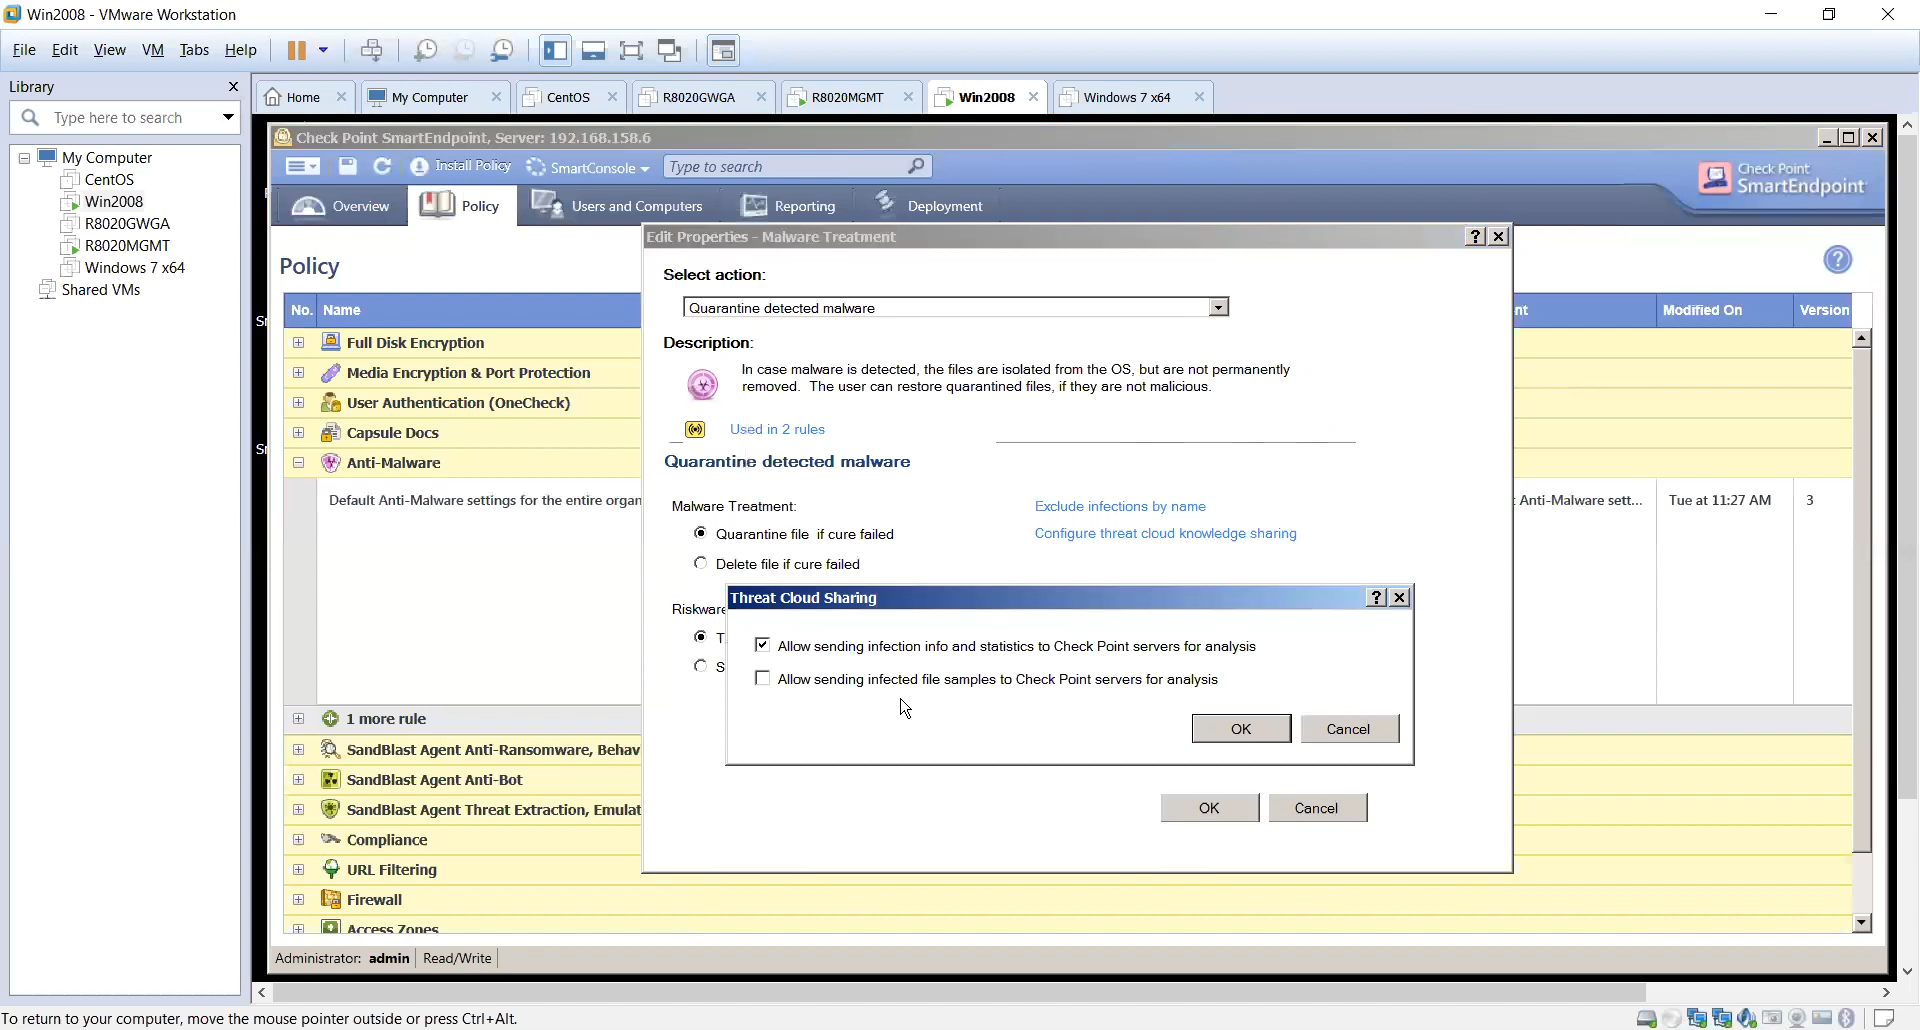 Win2008 - VMware Workstation
File Edit View VM Tabs Help
Library
Type here to search
My Computer
CentOS
Win2008
R8020GWGA
R8020MGMT
Windows 7 x64
Shared VMs
Home
My Computer
CentOS
R8020GWGA
R8020MGMT
Win2008
Windows 7 x64
Check Point SmartEndpoint, Server: 192.168.158.6
Install Policy
SmartConsole
Type to search
Check Point
SmartEndpoint
Overview
Policy
Users and Computers
Reporting
Deployment
Policy
No. Name
nt
Modified On
Version
Full Disk Encryption
Media Encryption & Port Protection
User Authentication (OneCheck)
Capsule Docs
Anti-Malware
Default Anti-Malware settings for the entire organ
Anti-Malware sett...
Tue at 11:27 AM
3
1 more rule
SandBlast Agent Anti-Ransomware, Behav
SandBlast Agent Anti-Bot
SandBlast Agent Threat Extraction, Emulat
Compliance
URL Filtering
Firewall
Access Zones
Edit Properties - Malware Treatment
Select action:
Quarantine detected malware
Description:
In case malware is detected, the files are isolated from the OS, but are not permanently
removed. The user can restore quarantined files, if they are not malicious.
Used in 2 rules
Quarantine detected malware
Malware Treatment:
Exclude infections by name
Quarantine file if cure failed
Configure threat cloud knowledge sharing
Delete file if cure failed
Riskware
T
S
Threat Cloud Sharing
Allow sending infection info and statistics to Check Point servers for analysis
Allow sending infected file samples to Check Point servers for analysis
OK
Cancel
OK
Cancel
Administrator: admin
Read/Write
To return to your computer, move the mouse pointer outside or press Ctrl+Alt.